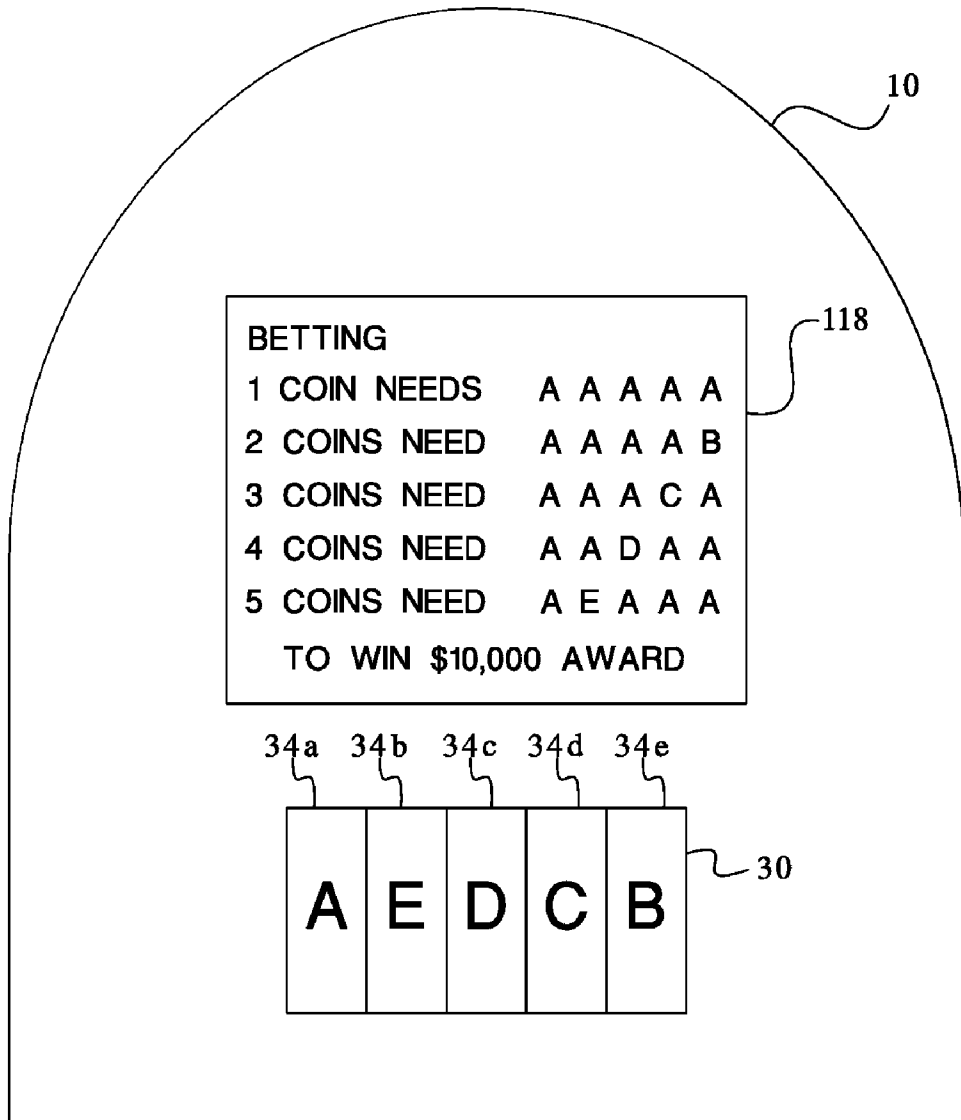 10
118
BETTING
1 COIN NEEDS A A A A A
2 COINS NEED A A A A B
3 COINS NEED A A A C A
4 COINS NEED A A D A A
5 COINS NEED A E A A A
TO WIN $10,000 AWARD
34a 34b 34c 34d 34e
A E D C B
30